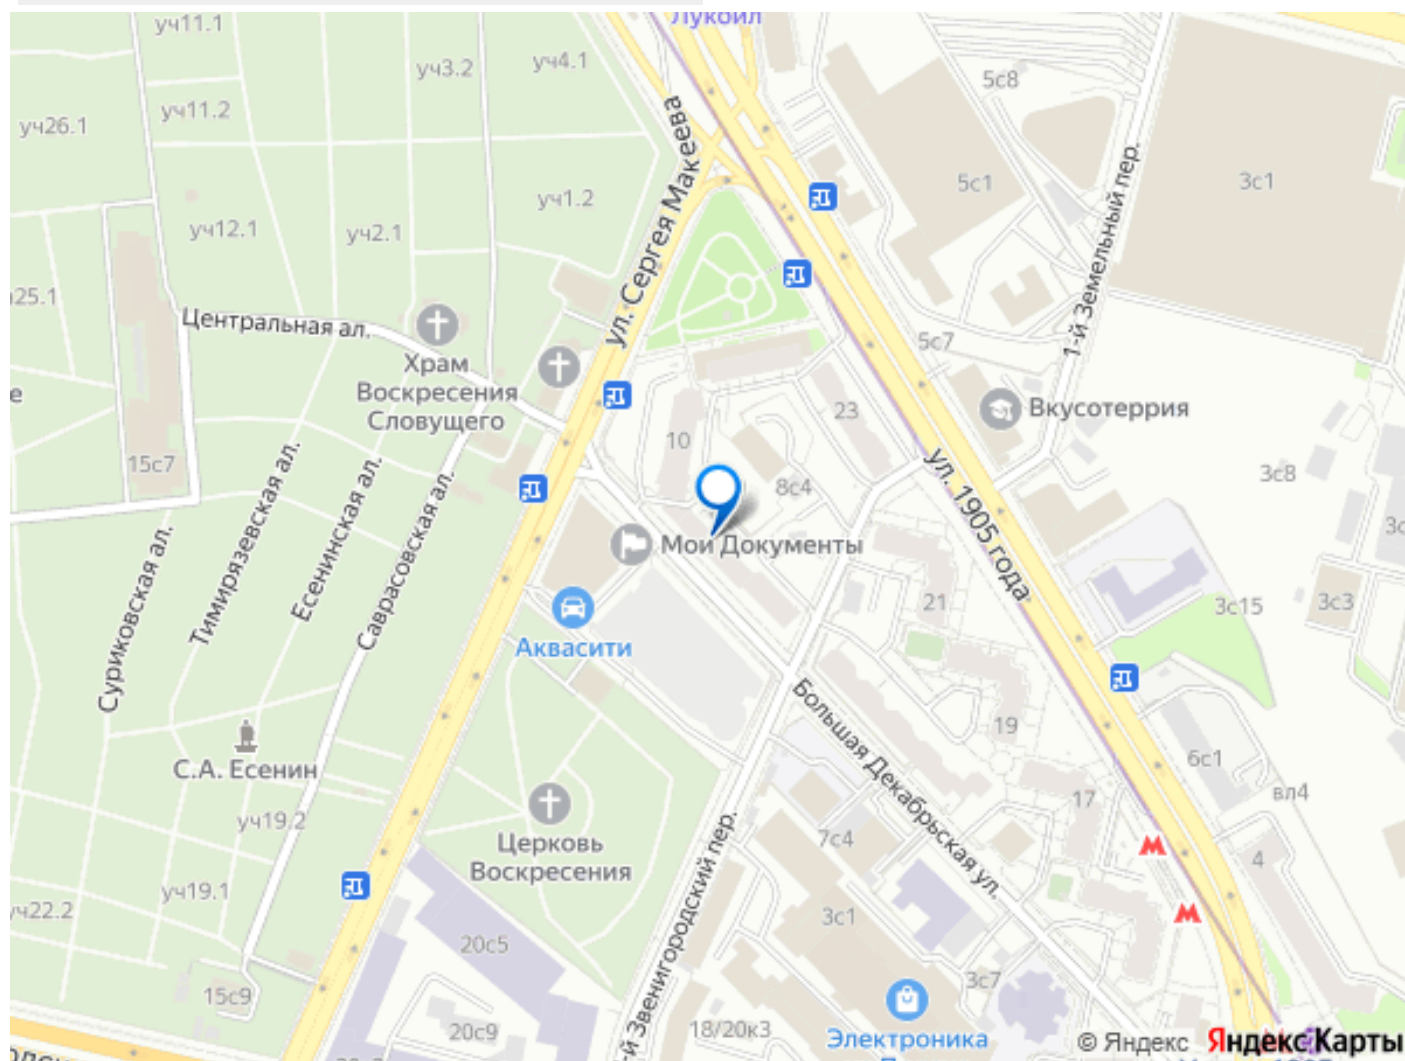 Лукойл
уч11.1
уч3.2
уч4.1
5с8
уч11.2
уч26.1
ул. Сергея Макеева
1-й Земельный пер.
5с1
3с1
уч1.2
уч12.1
уч2.1
25.1
Центральная ал.
5с7
Храм
Воскресения
Словущего
е
23
Вкусотеррия
10
15с7
ул. 1905 года
3с8
8с4
Тимирязевская ал.
Есенинская ал.
Саврасовская ал.
Суриковская ал.
Мои Документы
21
3с15
3с3
Аквасити
Большая Декабрьская ул.
19
С.А. Есенин
6с1
вл4
17
уч19.2
7с4
Церковь
Воскресения
4
уч19.1
уч22.2
3с1
20с5
-й Звенигородский пер.
3с7
15с9
20с9
18/20к3
Электроника
© Яндекс Яндекс Карты